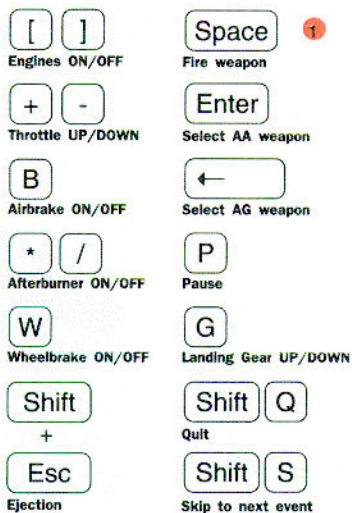 [ ]
Engines ON/OFF
+ -
Throttle UP/DOWN
B
Airbrake ON/OFF
* /
Afterburner ON/OFF
W
Wheelbrake ON/OFF
Shift
+
Esc
Ejection
Space 1
Fire weapon
Enter
Select AA weapon
←
Select AG weapon
P
Pause
G
Landing Gear UP/DOWN
Shift Q
Quit
Shift S
Skip to next event